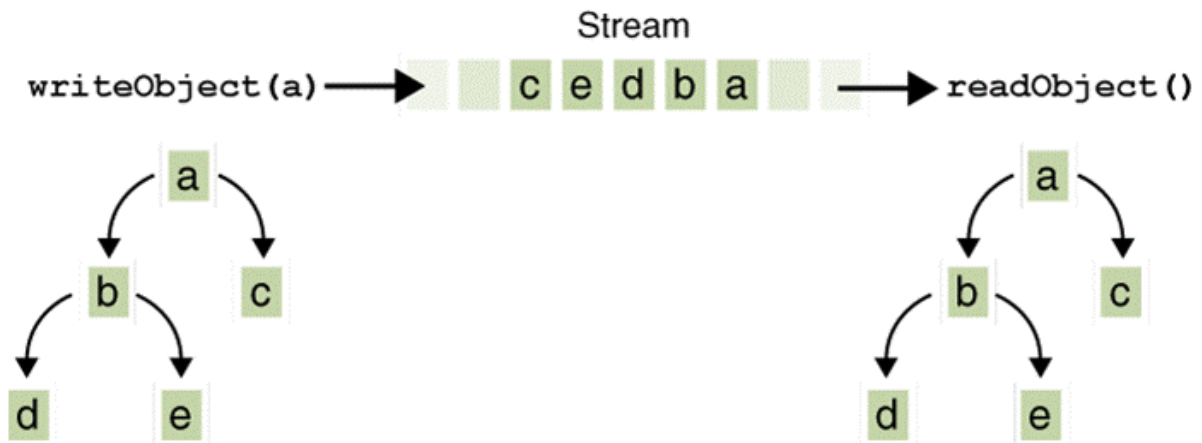 Stream
writeObject(a) c e d b a readObject()
a a
b c b c
d e d e